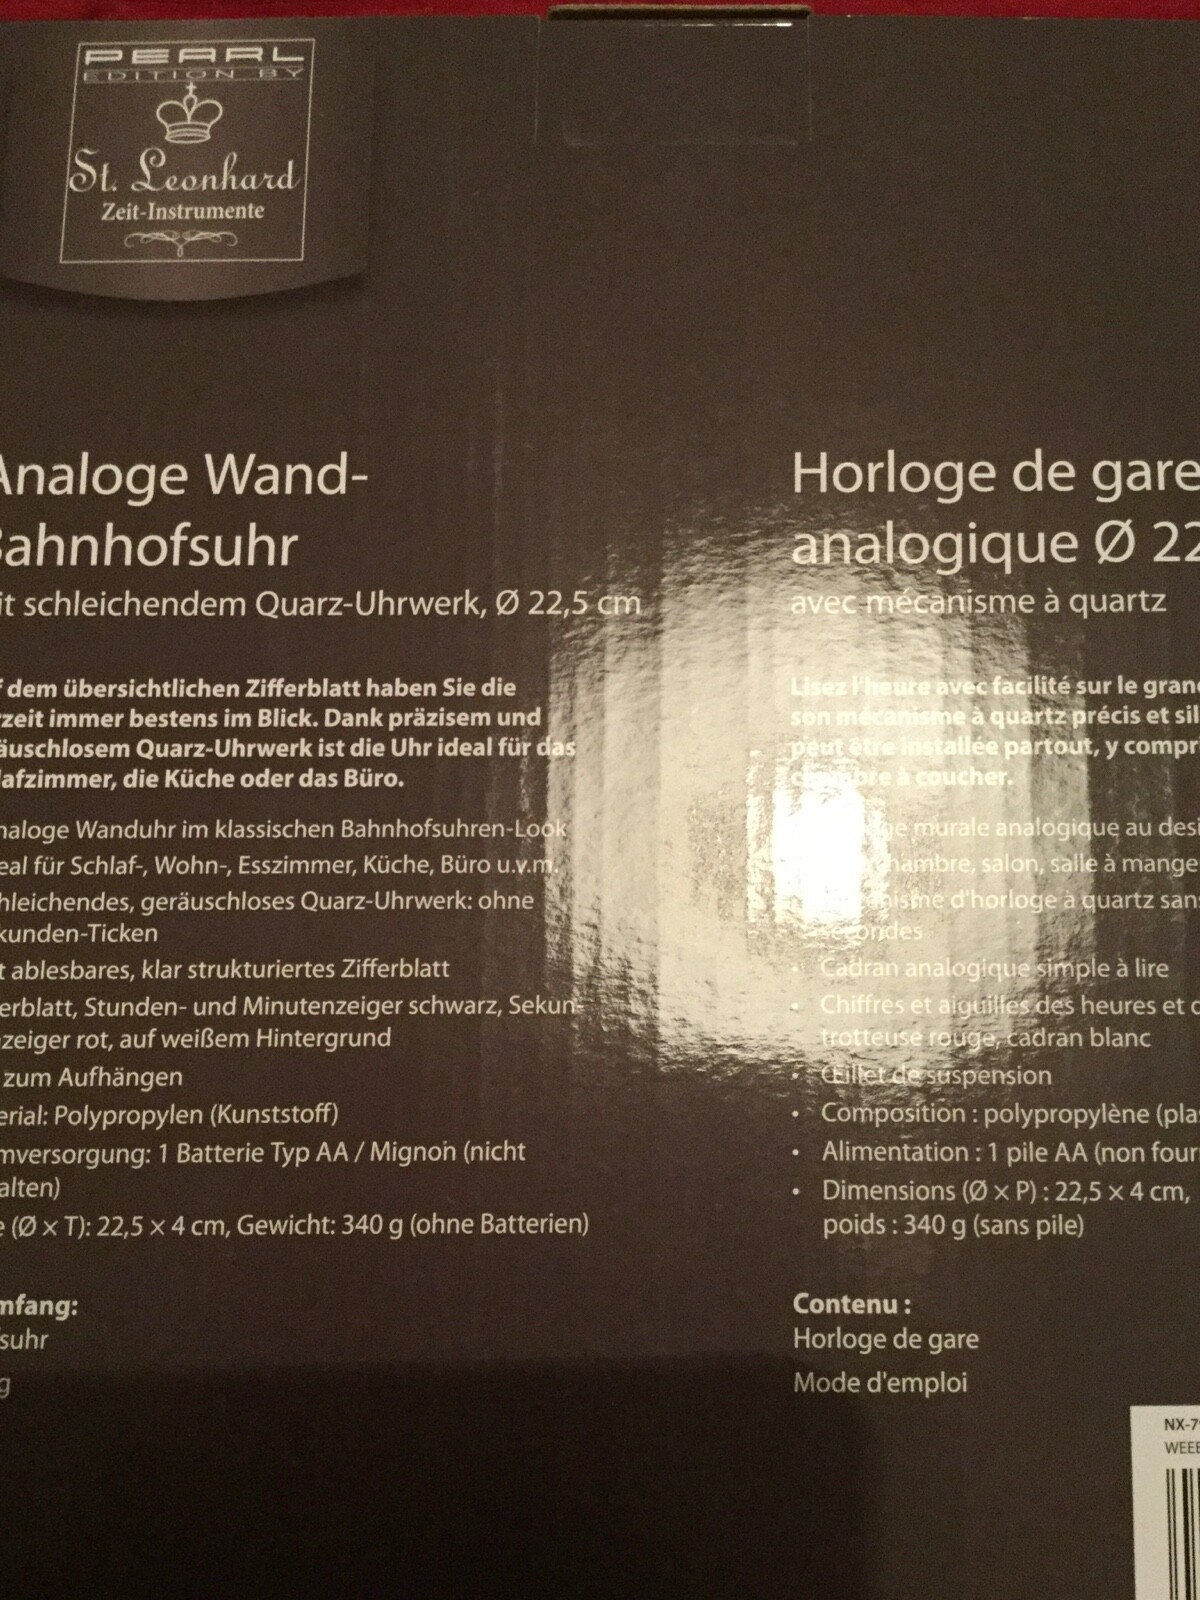 PEARL
EDITION BY
St. Leonhard
Zeit-Instrumente
Analoge Wand-
Bahnhofsuhr
it schleichendem Quarz-Uhrwerk, Ø 22,5 cm
f dem übersichtlichen Zifferblatt haben Sie die
rzeit immer bestens im Blick. Dank präzisem und
äuschlosem Quarz-Uhrwerk ist die Uhr ideal für das
lafzimmer, die Küche oder das Büro.
naloge Wanduhr im klassischen Bahnhofsuhren-Look
eal für Schlaf-, Wohn-, Esszimmer, Küche, Büro u.v.m.
hleichendes, geräuschloses Quarz-Uhrwerk: ohne
kunden-Ticken
t ablesbares, klar strukturiertes Zifferblatt
erblatt, Stunden- und Minutenzeiger schwarz, Sekun-
zeiger rot, auf weißem Hintergrund
zum Aufhängen
erial: Polypropylen (Kunststoff)
mversorgung: 1 Batterie Typ AA / Mignon (nicht
alten)
e (Ø x T): 22,5 × 4 cm, Gewicht: 340 g (ohne Batterien)
mfang:
suhr
g
Horloge de gare
analogique Ø 22
avec mécanisme à quartz
Lisez l'heure avec facilité sur le gran
son mécanisme à quartz précis et sil
peut être installée partout, y compr
chambre à coucher.
murale analogique au desi
chambre, salon, salle à mange
d'horloge à quartz sans
secondes
• Cadran analogique simple à lire
• Chiffres et aiguilles des heures et
trotteuse rouge, cadran blanc
• Œillet de suspension
• Composition : polypropylène (pla
• Alimentation : 1 pile AA (non four
• Dimensions (Ø × P) : 22,5 × 4 cm,
poids : 340 g (sans pile)
Contenu :
Horloge de gare
Mode d'emploi
NX-7
WEEE